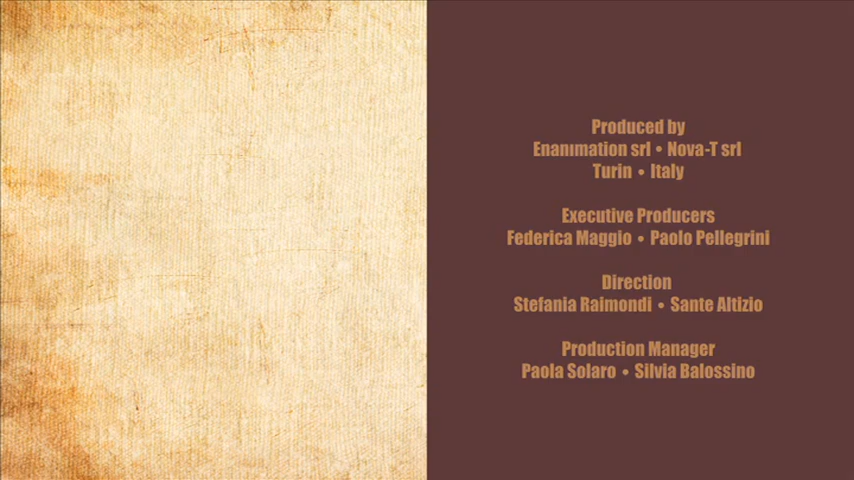 Produced by
Enanimation srl • Nova-T srl
Turin • Italy
Executive Producers
Federica Maggio • Paolo Pellegrini
Direction
Stefania Raimondi • Sante Altizio
Production Manager
Paola Solaro • Silvia Balossino